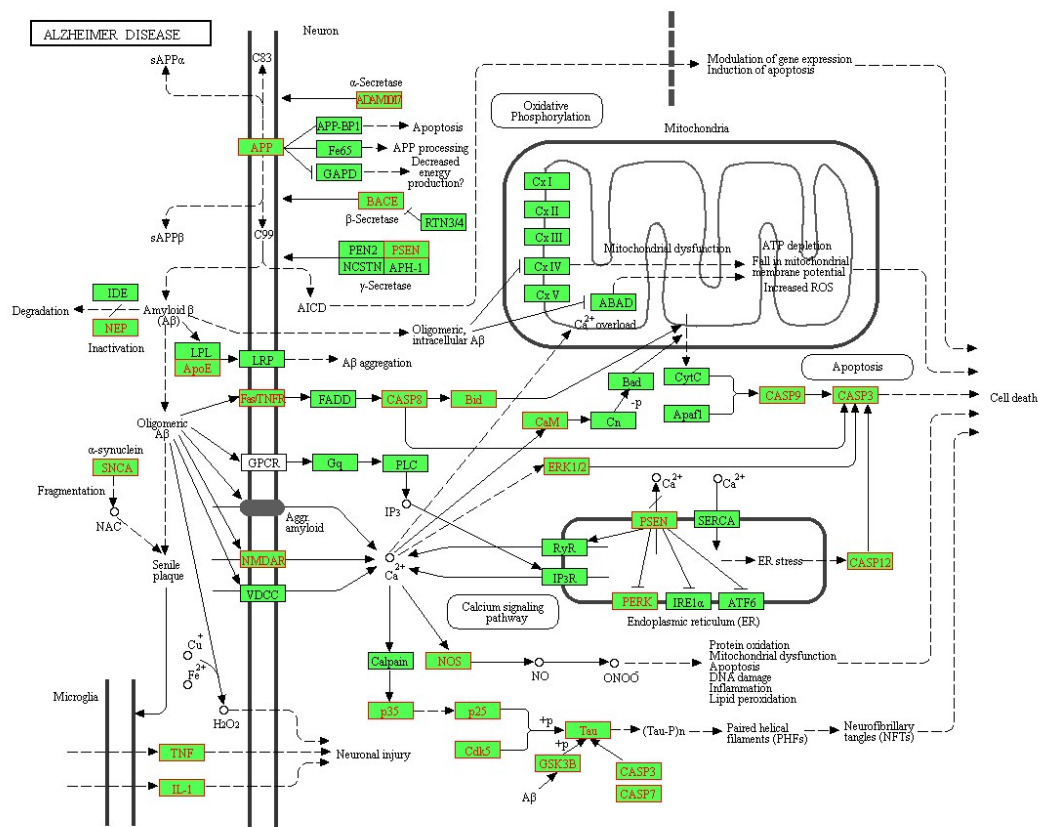 ALZHEIMER DISEASE
Neuron
sAPPα
C83
α-Secretase
ADAM10/17
Modulation of gene expression
Induction of apoptosis
Oxidative
Phosphorylation
APP-BP1
Apoptosis
Mitochondria
APP
Fe65
APP processing
GAPD
Decreased
energy
production?
Cx I
BACE
β-Secretase
RTN3/4
Cx II
sAPPβ
C99
Cx III
PEN2
PSEN
NCSTN
APH-1
γ-Secretase
Mitochondrial dysfunction
ATP depletion
Cx IV
Fall in mitochondrial
membrane potential
Increased ROS
Cx V
ABAD
IDE
Degradation
Amyloid β
(Aβ)
AICD
NEP
Inactivation
Oligomeric,
intracellular Aβ
Ca2+ overload
LPL
ApoE
LRP
Aβ aggregation
Apoptosis
Bad
CytC
Fas/TNFR
FADD
CASP8
Bid
-p
CASP9
CASP3
Cell death
Oligomeric
Aβ
CaM
Cn
Apaf1
α-synuclein
SNCA
GPCR
Gq
PLC
ERK1/2
Fragmentation
NAC
IP3
Ca2+
Ca2+
Aggr.
amyloid
PSEN
SERCA
Senile
plaque
NMDAR
Ca2+
RyR
ER stress
CASP12
IP3R
VDCC
Calcium signaling
pathway
PERK
IRE1α
ATF6
Endoplasmic reticulum (ER)
Cu+
Fe2+
Calpain
NOS
NO
ONOO-
Protein oxidation
Mitochondrial dysfunction
Apoptosis
DNA damage
Inflammation
Lipid peroxidation
Microglia
H2O2
p35
p25
+p
Tau
(Tau-P)n
Paired helical
filaments (PHFs)
Neurofibrillary
tangles (NFTs)
TNF
Neuronal injury
Cdk5
+p
GSK3B
CASP3
IL-1
Aβ
CASP7